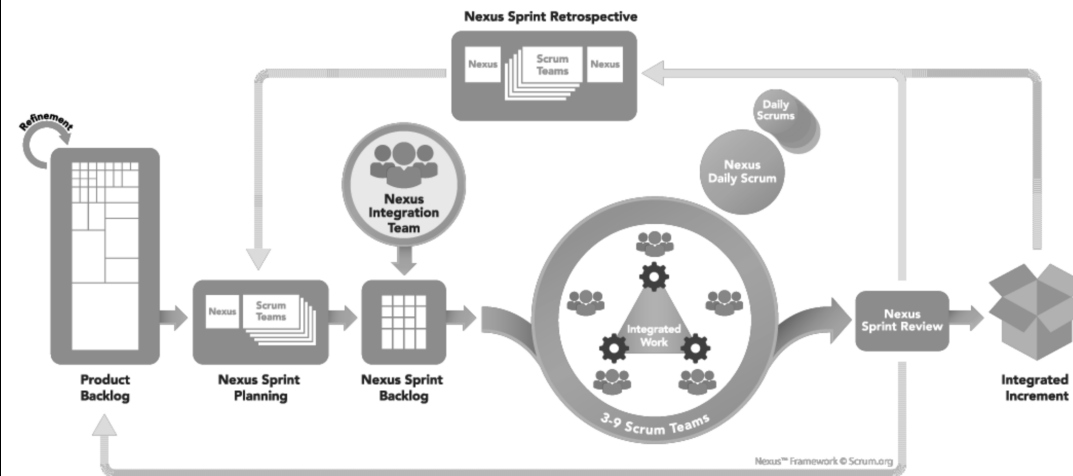 Nexus Sprint Retrospective
Nexus
Scrum
Teams
Nexus
Daily
Scrums
Refinement
Nexus
Daily Scrum
Nexus
Integration
Team
Nexus
Scrum
Teams
Integrated
Work
Nexus
Sprint Review
Product
Backlog
Nexus Sprint
Planning
Nexus Sprint
Backlog
Integrated
Increment
3-9 Scrum Teams
Nexus™ Framework © Scrum.org